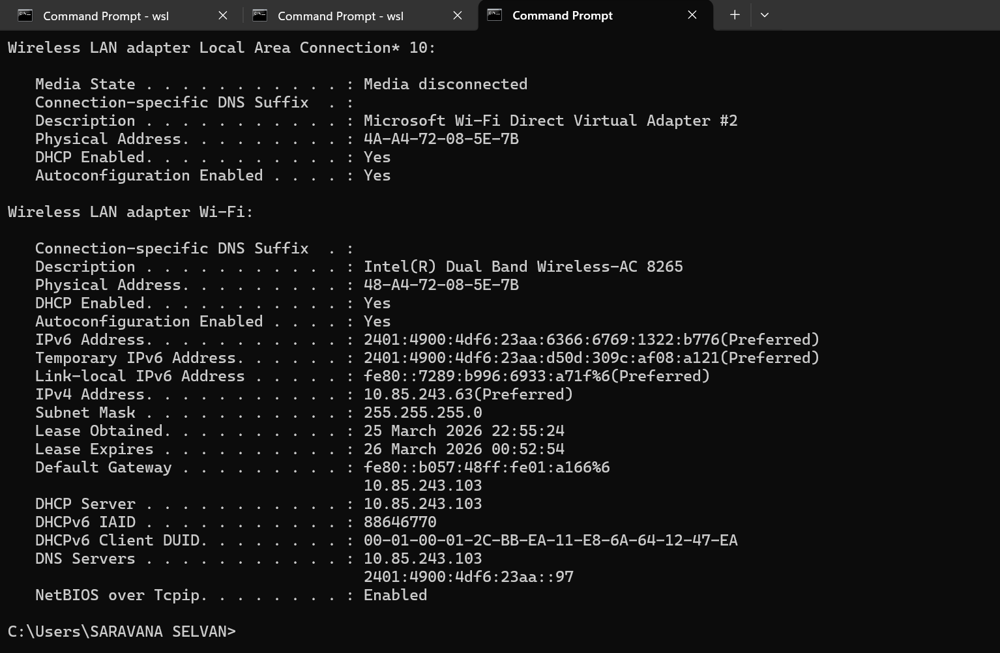 Command Prompt - wsl
Command Prompt - wsl
Command Prompt
Wireless LAN adapter Local Area Connection* 10:
Media State . . . . . . . . . . . : Media disconnected
Connection-specific DNS Suffix  . :
Description . . . . . . . . . . . : Microsoft Wi-Fi Direct Virtual Adapter #2
Physical Address. . . . . . . . . : 4A-A4-72-08-5E-7B
DHCP Enabled. . . . . . . . . . . : Yes
Autoconfiguration Enabled . . . . : Yes
Wireless LAN adapter Wi-Fi:
Connection-specific DNS Suffix  . :
Description . . . . . . . . . . . : Intel(R) Dual Band Wireless-AC 8265
Physical Address. . . . . . . . . : 48-A4-72-08-5E-7B
DHCP Enabled. . . . . . . . . . . : Yes
Autoconfiguration Enabled . . . . : Yes
IPv6 Address. . . . . . . . . . . : 2401:4900:4df6:23aa:6366:6769:1322:b776(Preferred)
Temporary IPv6 Address. . . . . . : 2401:4900:4df6:23aa:d50d:309c:af08:a121(Preferred)
Link-local IPv6 Address . . . . . : fe80::7289:b996:6933:a71f%6(Preferred)
IPv4 Address. . . . . . . . . . . : 10.85.243.63(Preferred)
Subnet Mask . . . . . . . . . . . : 255.255.255.0
Lease Obtained. . . . . . . . . . : 25 March 2026 22:55:24
Lease Expires . . . . . . . . . . : 26 March 2026 00:52:54
Default Gateway . . . . . . . . . : fe80::b057:48ff:fe01:a166%6
10.85.243.103
DHCP Server . . . . . . . . . . . : 10.85.243.103
DHCPv6 IAID . . . . . . . . . . . : 88646770
DHCPv6 Client DUID. . . . . . . . : 00-01-00-01-2C-BB-EA-11-E8-6A-64-12-47-EA
DNS Servers . . . . . . . . . . . : 10.85.243.103
2401:4900:4df6:23aa::97
NetBIOS over Tcpip. . . . . . . . : Enabled
C:\Users\SARAVANA SELVAN>